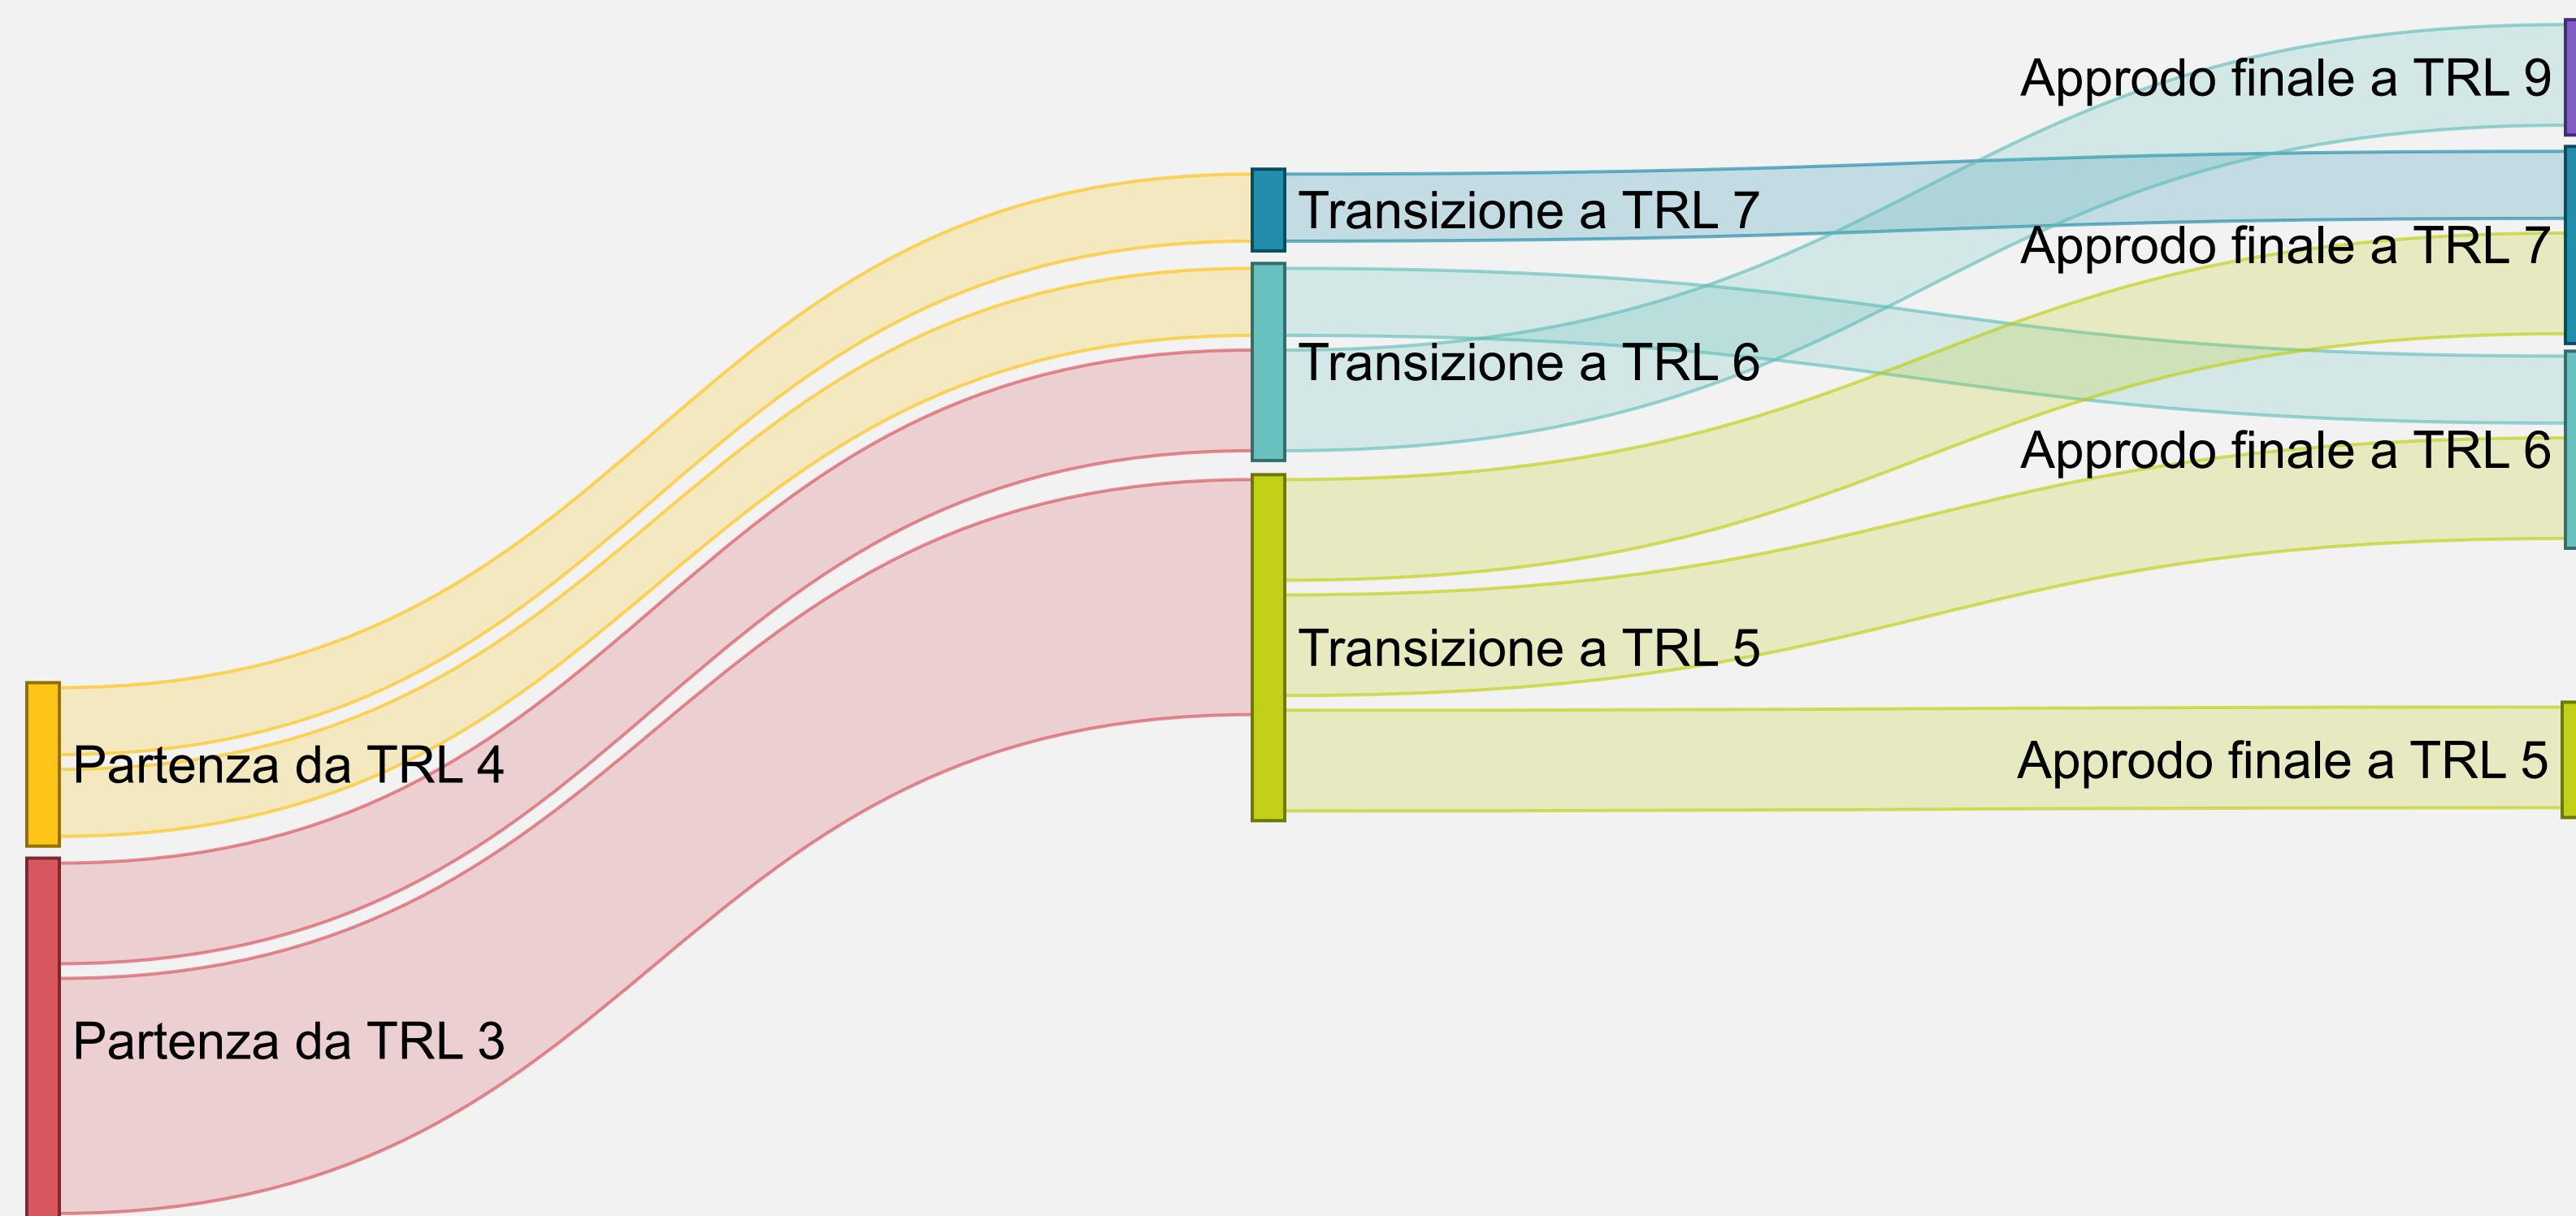 Approdo finale a TRL 9
Transizione a TRL 7
Approdo finale a TRL 7
Transizione a TRL 6
Approdo finale a TRL 6
Transizione a TRL 5
Partenza da TRL 4
Approdo finale a TRL 5
Partenza da TRL 3